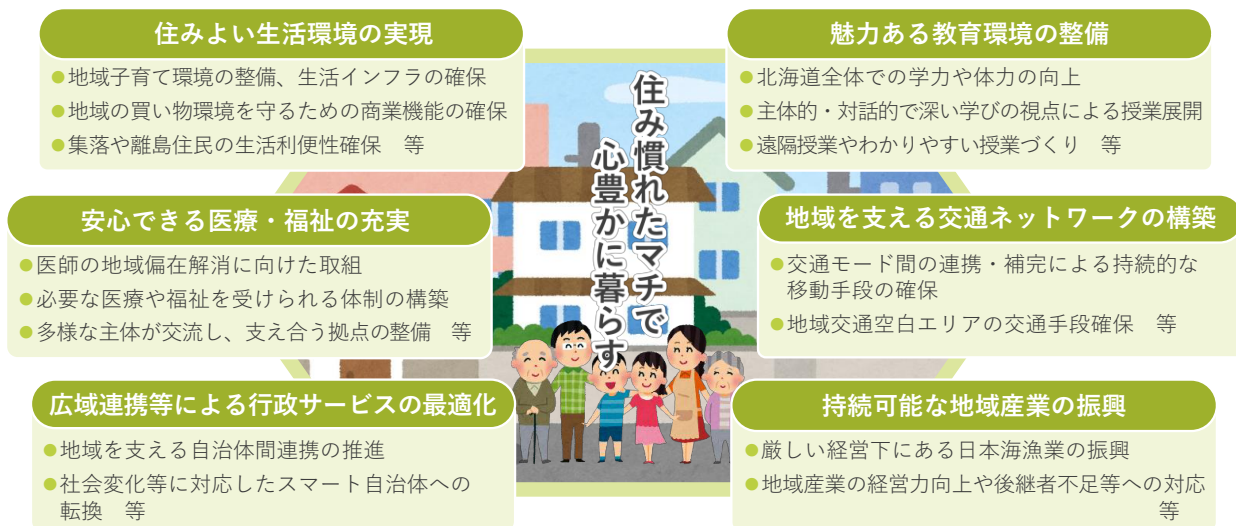 住みよい生活環境の実現
●地域子育て環境の整備、生活インフラの確保
●地域の買い物環境を守るための商業機能の確保
●集落や離島住民の生活利便性確保　等
魅力ある教育環境の整備
●北海道全体での学力や体力の向上
●主体的・対話的で深い学びの視点による授業展開
●遠隔授業やわかりやすい授業づくり　等
住み慣れたマチで
心豊かに暮らす
安心できる医療・福祉の充実
●医師の地域偏在解消に向けた取組
●必要な医療や福祉を受けられる体制の構築
●多様な主体が交流し、支え合う拠点の整備　等
地域を支える交通ネットワークの構築
●交通モード間の連携・補完による持続的な
移動手段の確保
●地域交通空白エリアの交通手段確保　等
広域連携等による行政サービスの最適化
●地域を支える自治体間連携の推進
●社会変化等に対応したスマート自治体への
転換　等
持続可能な地域産業の振興
●厳しい経営下にある日本海漁業の振興
●地域産業の経営力向上や後継者不足等への対応
等